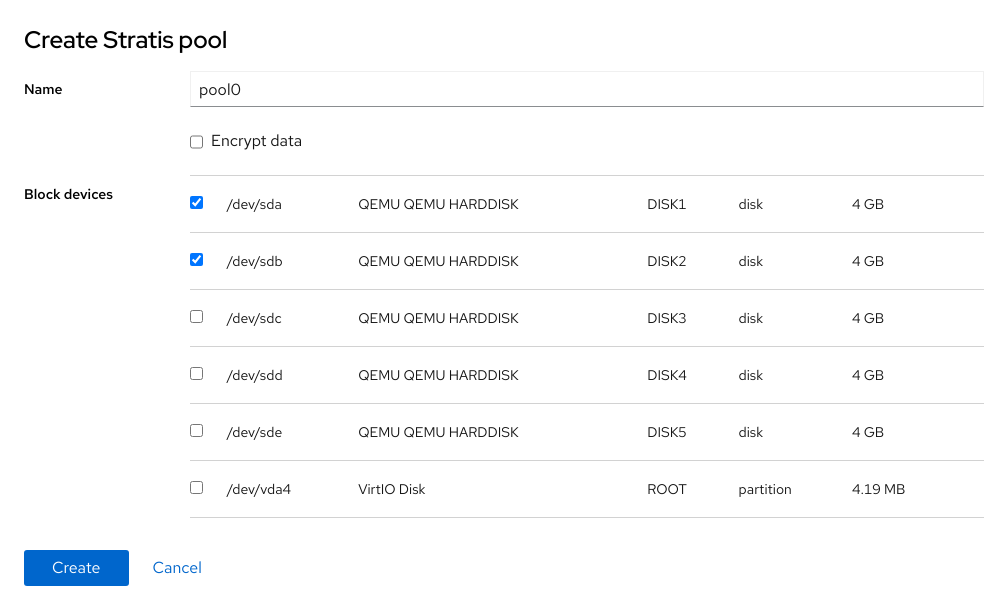 Create Stratis pool
Name
pool0
Encrypt data
Block devices
/dev/sda QEMU QEMU HARDDISK DISK1 disk 4 GB
/dev/sdb QEMU QEMU HARDDISK DISK2 disk 4 GB
/dev/sdc QEMU QEMU HARDDISK DISK3 disk 4 GB
/dev/sdd QEMU QEMU HARDDISK DISK4 disk 4 GB
/dev/sde QEMU QEMU HARDDISK DISK5 disk 4 GB
/dev/vda4 VirtIO Disk ROOT partition 4.19 MB
Create Cancel